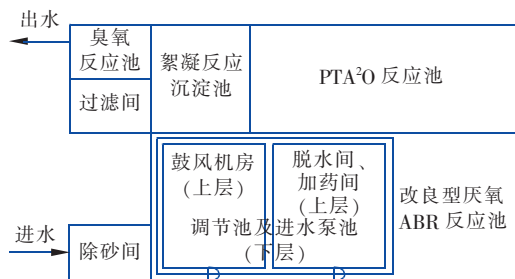 出水
臭氧
反应池
絮凝反应
沉淀池
PTA²O 反应池
过滤间
鼓风机房
(上层)
脱水间、
加药间
(上层)
改良型厌氧
ABR 反应池
调节池及进水泵池
(下层)
进水
除砂间